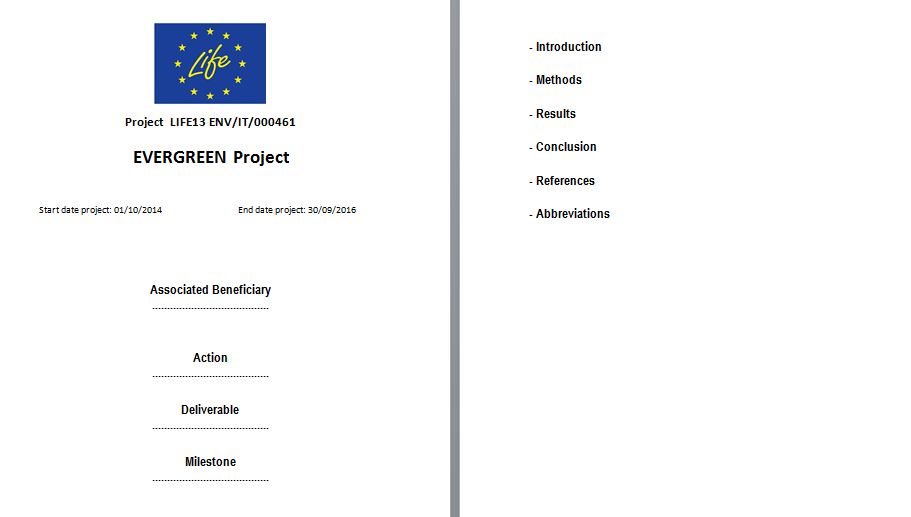 Life
Project LIFE13 ENV/IT/000461
EVERGREEN Project
Start date project: 01/10/2014 End date project: 30/09/2016
Associated Beneficiary
---------------------------------------
Action
---------------------------------------
Deliverable
---------------------------------------
Milestone
---------------------------------------
- Introduction
- Methods
- Results
- Conclusion
- References
- Abbreviations